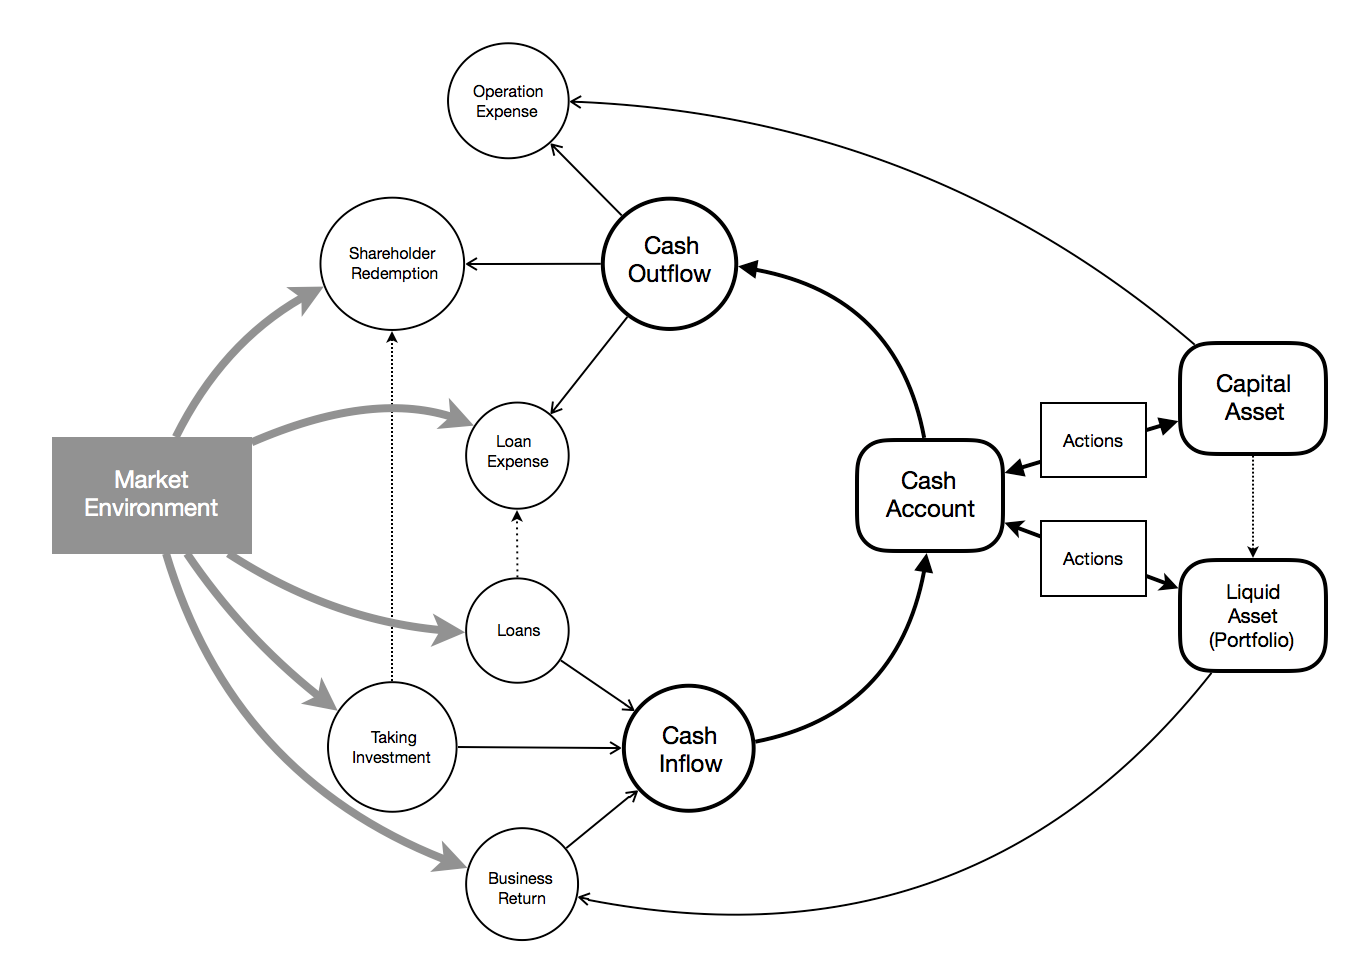 Operation
Expense
Shareholder
Redemption
Cash
Outflow
Loan
Expense
Market
Environment
Loans
Taking
Investment
Cash
Inflow
Business
Return
Cash
Account
Actions
Actions
Capital
Asset
Liquid
Asset
(Portfolio)